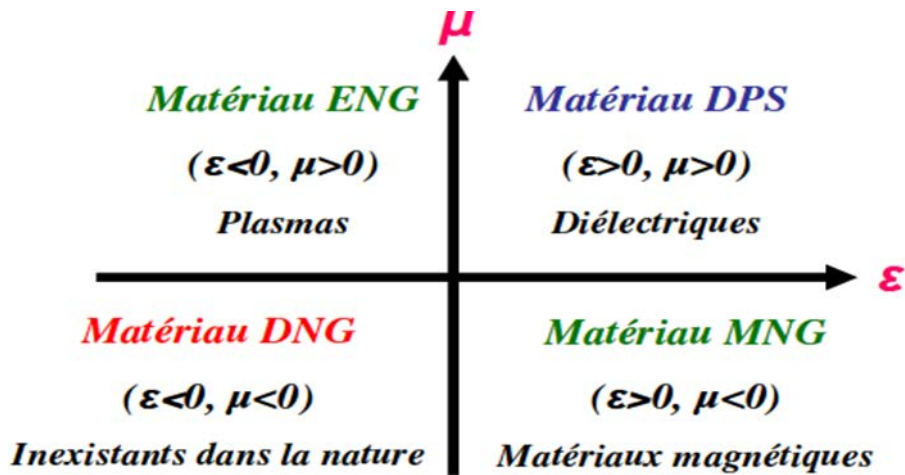 μ
Matériau ENG
(ε<0, μ>0)
Plasmas
Matériau DPS
(ε>0, μ>0)
Diélectriques
ε
Matériau DNG
(ε<0, μ<0)
Inexistants dans la nature
Matériau MNG
(ε>0, μ<0)
Matériaux magnétiques